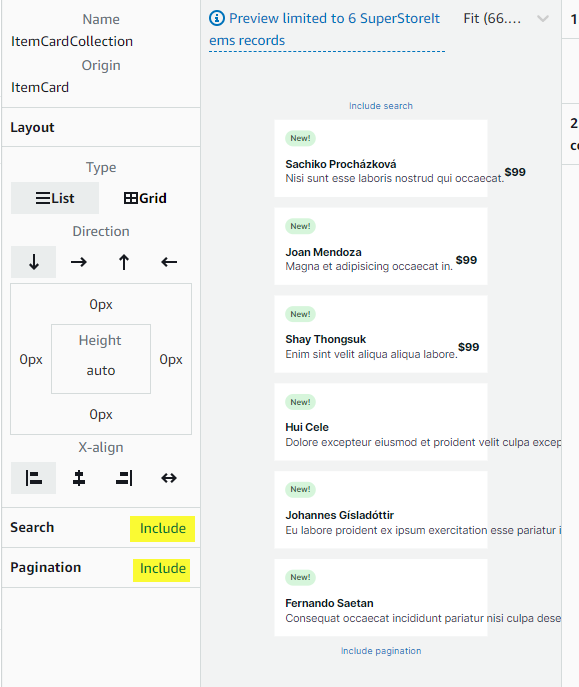 Name
ItemCardCollection
Origin
ItemCard
Layout
Type
List
Grid
Direction
0px
0px
Height
auto
0px
0px
X-align
Search
Include
Pagination
Include
Preview limited to 6 SuperStoreIt
ems records
Fit (66....
Include search
New!
Sachiko Procházková
Nisi sunt esse laboris nostrud qui occaecat.
$99
New!
Joan Mendoza
Magna et adipisicing occaecat in.
$99
New!
Shay Thongsuk
Enim sint velit aliqua aliqua labore.
$99
New!
Hui Cele
Dolore excepteur eiusmod et proident velit culpa excep
New!
Johannes Gísladóttir
Eu labore proident ex ipsum exercitation esse pariatur i
New!
Fernando Saetan
Consequat occaecat incididunt pariatur nisi culpa dese
Include pagination
1
2
co